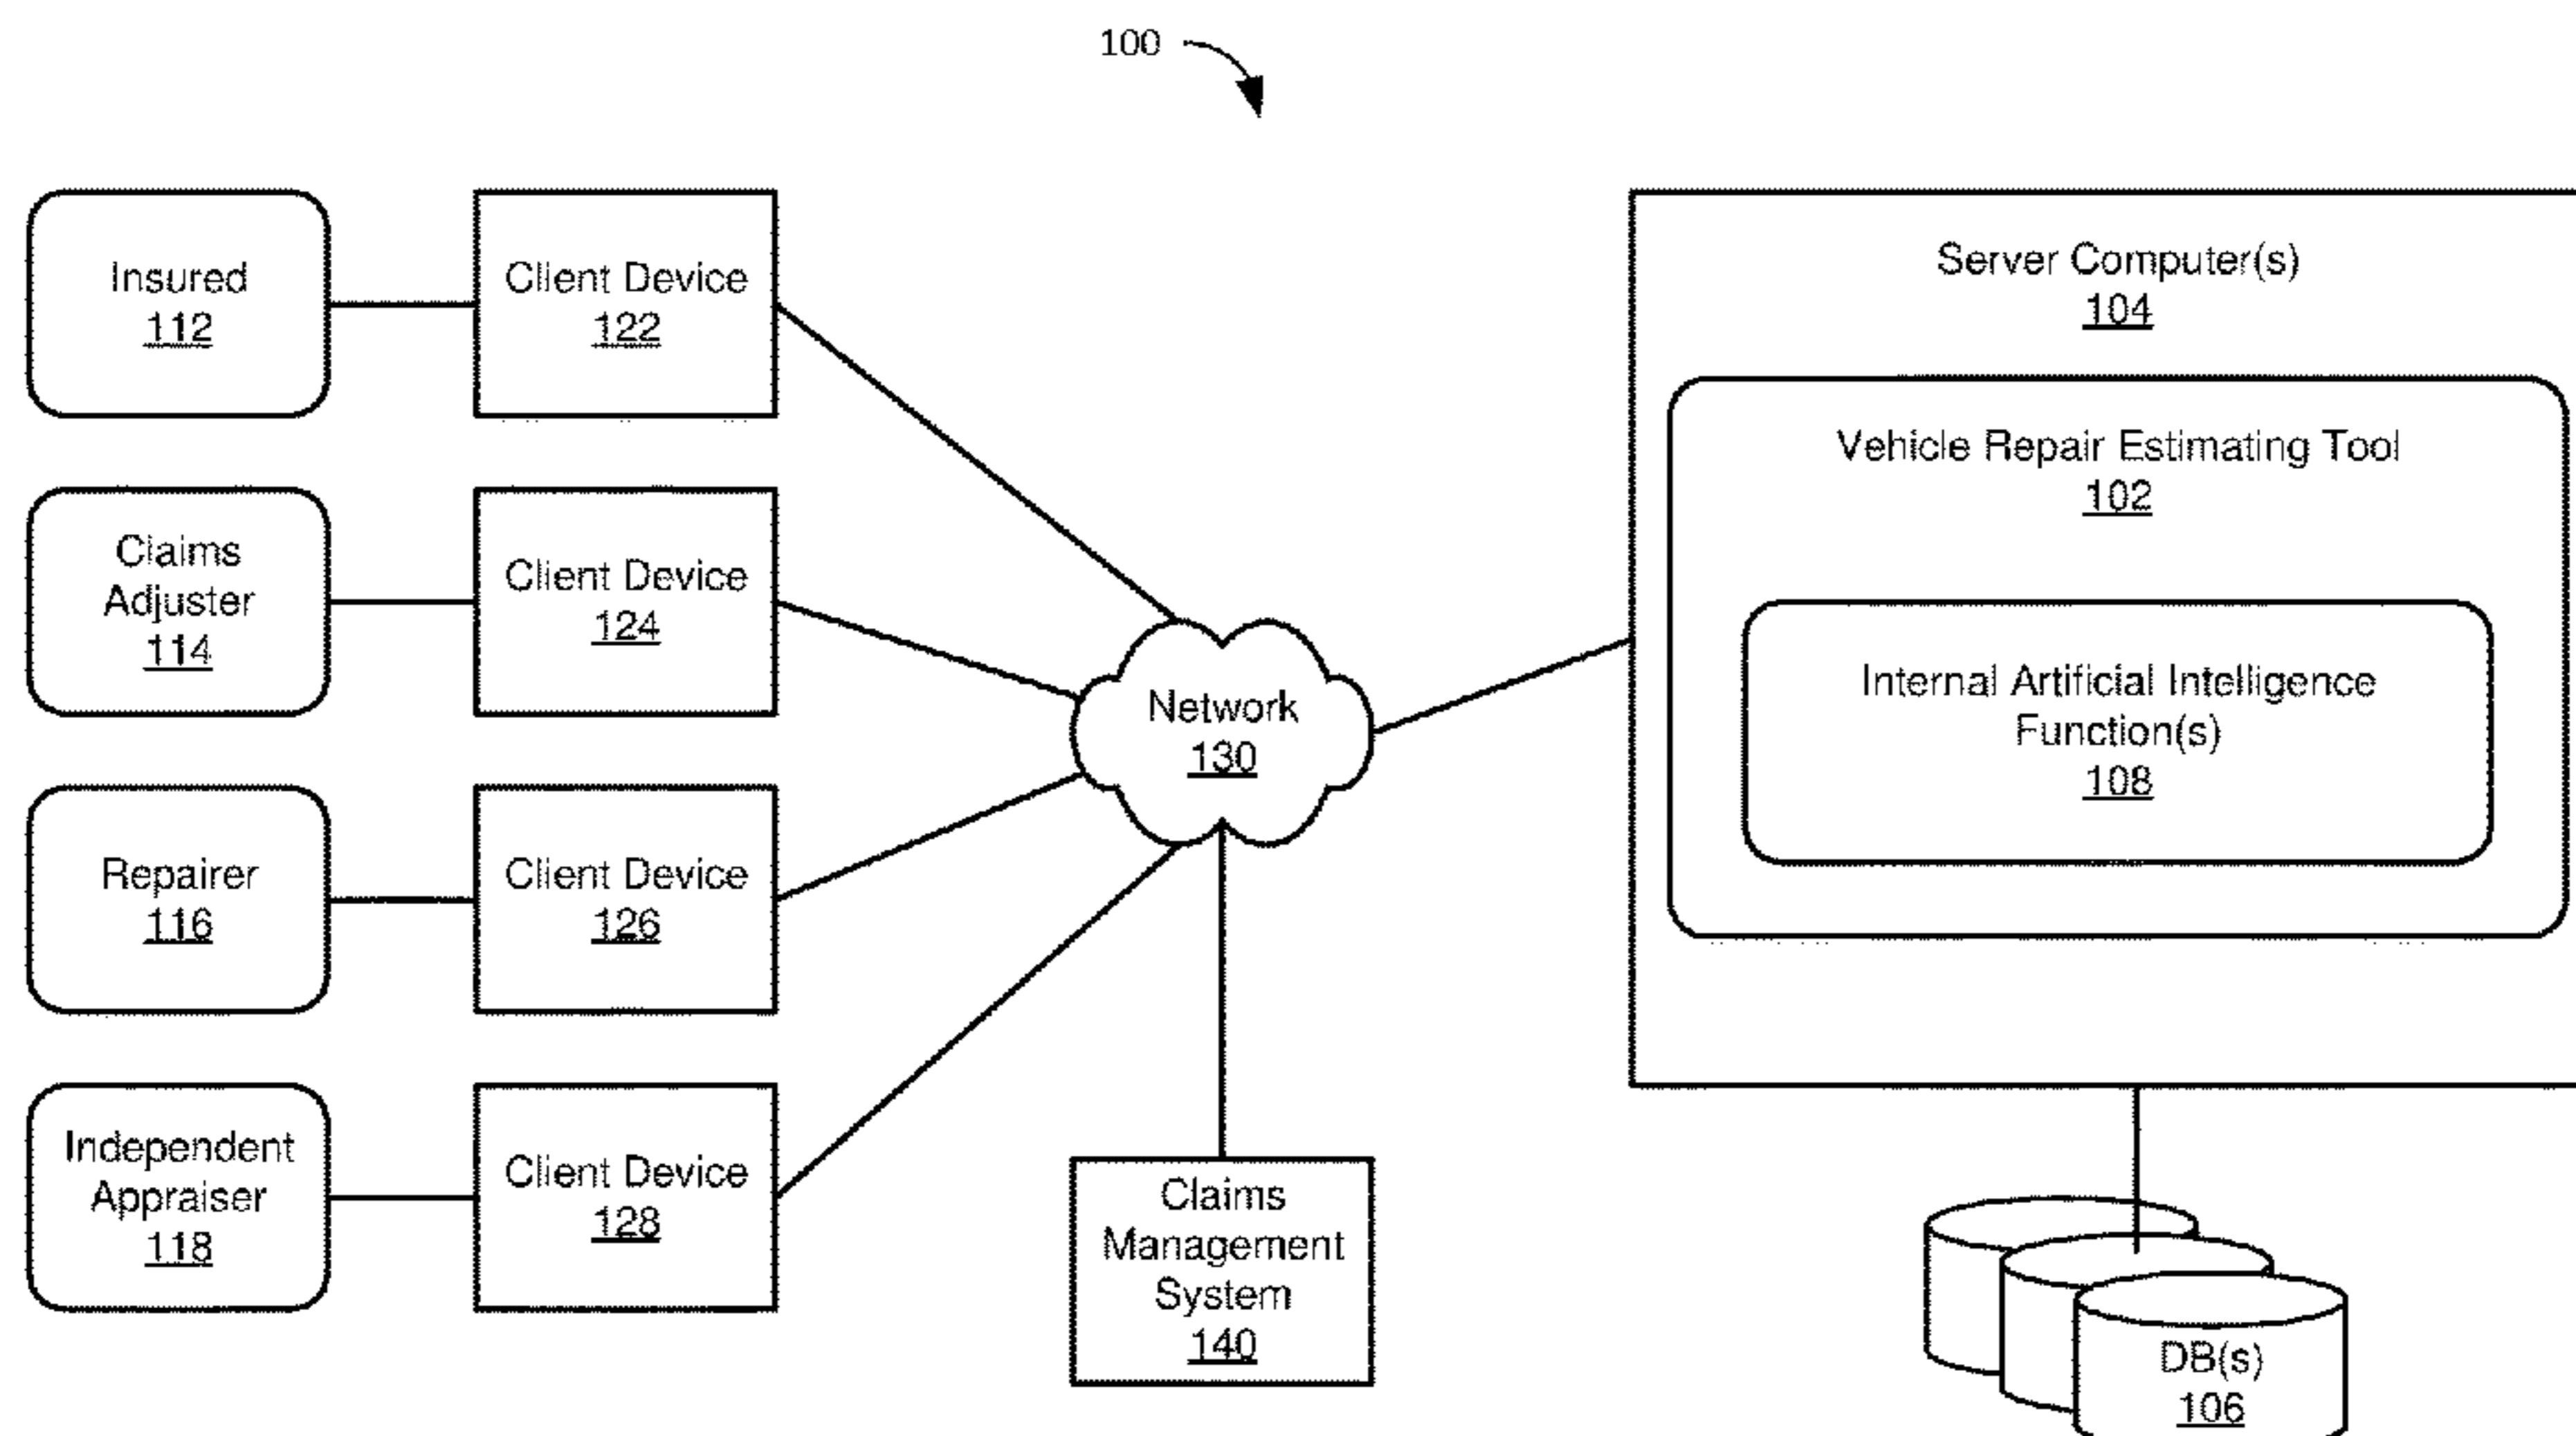 100
Insured
112
Client Device
122
Server Computer(s)
104
Vehicle Repair Estimating Tool
102
Claims
Adjuster
114
Client Device
124
Internal Artificial Intelligence
Function(s)
108
Network
130
Repairer
116
Client Device
126
Independent
Appraiser
118
Client Device
128
Claims
Management
System
140
DB(s)
106